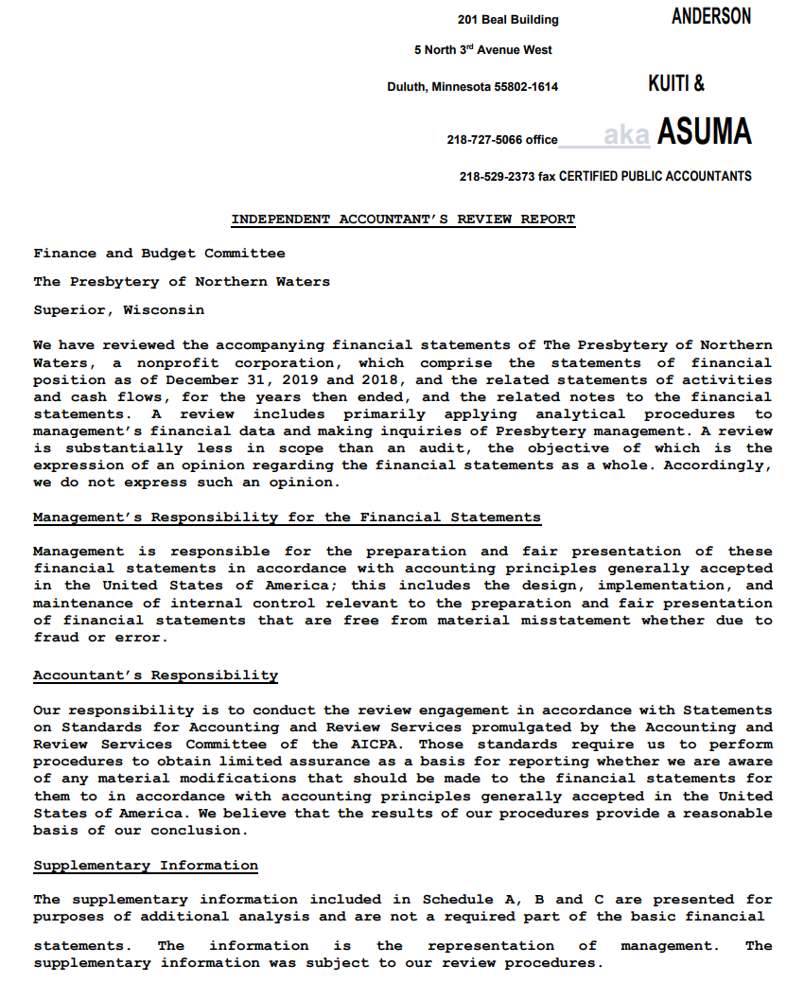 201 Beal Building ANDERSON
5 North 3rd Avenue West
Duluth, Minnesota 55802-1614 KUITI &
218-727-5066 office aka ASUMA
218-529-2373 fax CERTIFIED PUBLIC ACCOUNTANTS
INDEPENDENT ACCOUNTANT’S REVIEW REPORT
Finance and Budget Committee
The Presbytery of Northern Waters
Superior, Wisconsin
We have reviewed the accompanying financial statements of The Presbytery of Northern
Waters, a nonprofit corporation, which comprise the statements of financial
position as of December 31, 2019 and 2018, and the related statements of activities
and cash flows, for the years then ended, and the related notes to the financial
statements. A review includes primarily applying analytical procedures to
management’s financial data and making inquiries of Presbytery management. A review
is substantially less in scope than an audit, the objective of which is the
expression of an opinion regarding the financial statements as a whole. Accordingly,
we do not express such an opinion.
Management’s Responsibility for the Financial Statements
Management is responsible for the preparation and fair presentation of these
financial statements in accordance with accounting principles generally accepted
in the United States of America; this includes the design, implementation, and
maintenance of internal control relevant to the preparation and fair presentation
of financial statements that are free from material misstatement whether due to
fraud or error.
Accountant’s Responsibility
Our responsibility is to conduct the review engagement in accordance with Statements
on Standards for Accounting and Review Services promulgated by the Accounting and
Review Services Committee of the AICPA. Those standards require us to perform
procedures to obtain limited assurance as a basis for reporting whether we are aware
of any material modifications that should be made to the financial statements for
them to in accordance with accounting principles generally accepted in the United
States of America. We believe that the results of our procedures provide a reasonable
basis of our conclusion.
Supplementary Information
The supplementary information included in Schedule A, B and C are presented for
purposes of additional analysis and are not a required part of the basic financial
statements. The information is the representation of management. The
supplementary information was subject to our review procedures.